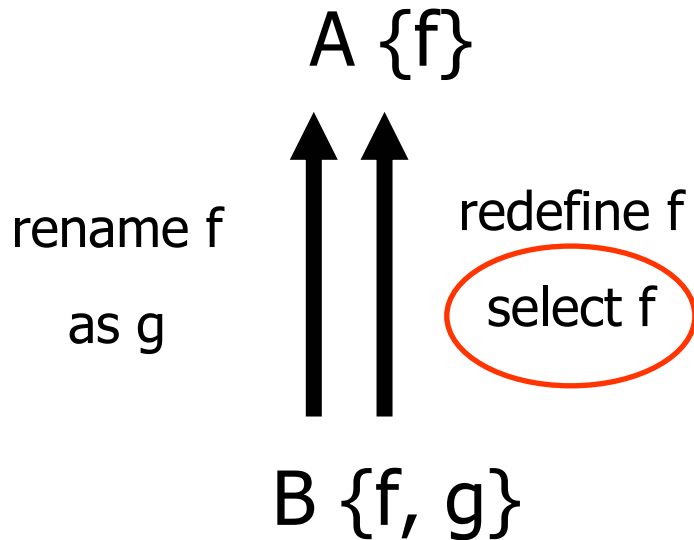 A {f}
rename f
as g
redefine f
select f
B {f, g}